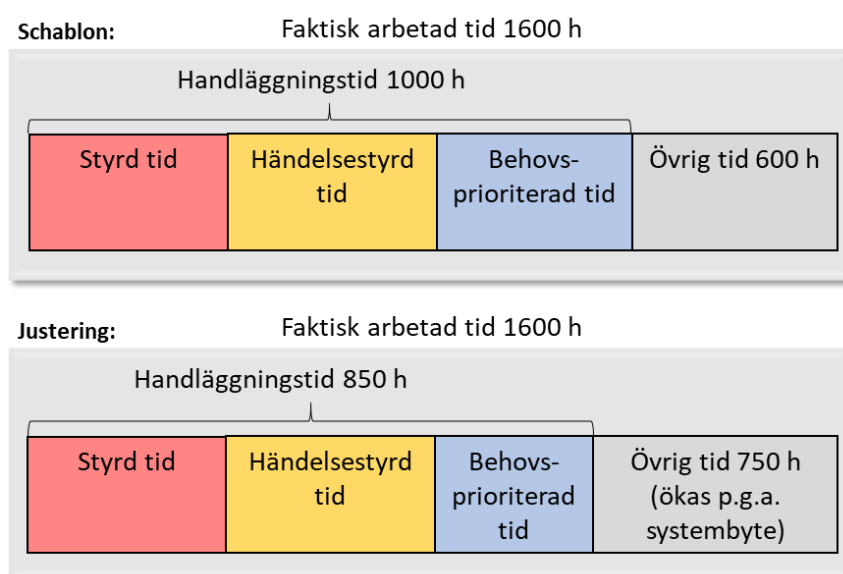 Schablon:
Faktisk arbetad tid 1600 h
Handläggningstid 1000 h
Styrd tid
Händelsestyrd
tid
Behovs-
prioriterad tid
Övrig tid 600 h
Justering:
Faktisk arbetad tid 1600 h
Handläggningstid 850 h
Styrd tid
Händelsestyrd
tid
Behovs-
prioriterad
tid
Övrig tid 750 h
(ökas p.g.a.
systembyte)